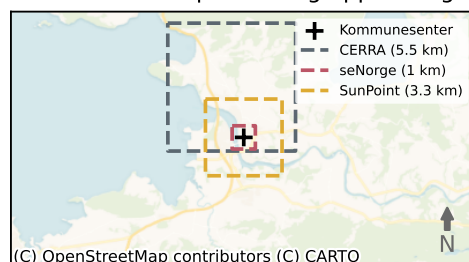 Kommunesenter
CERRA (5.5 km)
seNorge (1 km)
SunPoint (3.3 km)
N
(C) OpenStreetMap contributors (C) CARTO